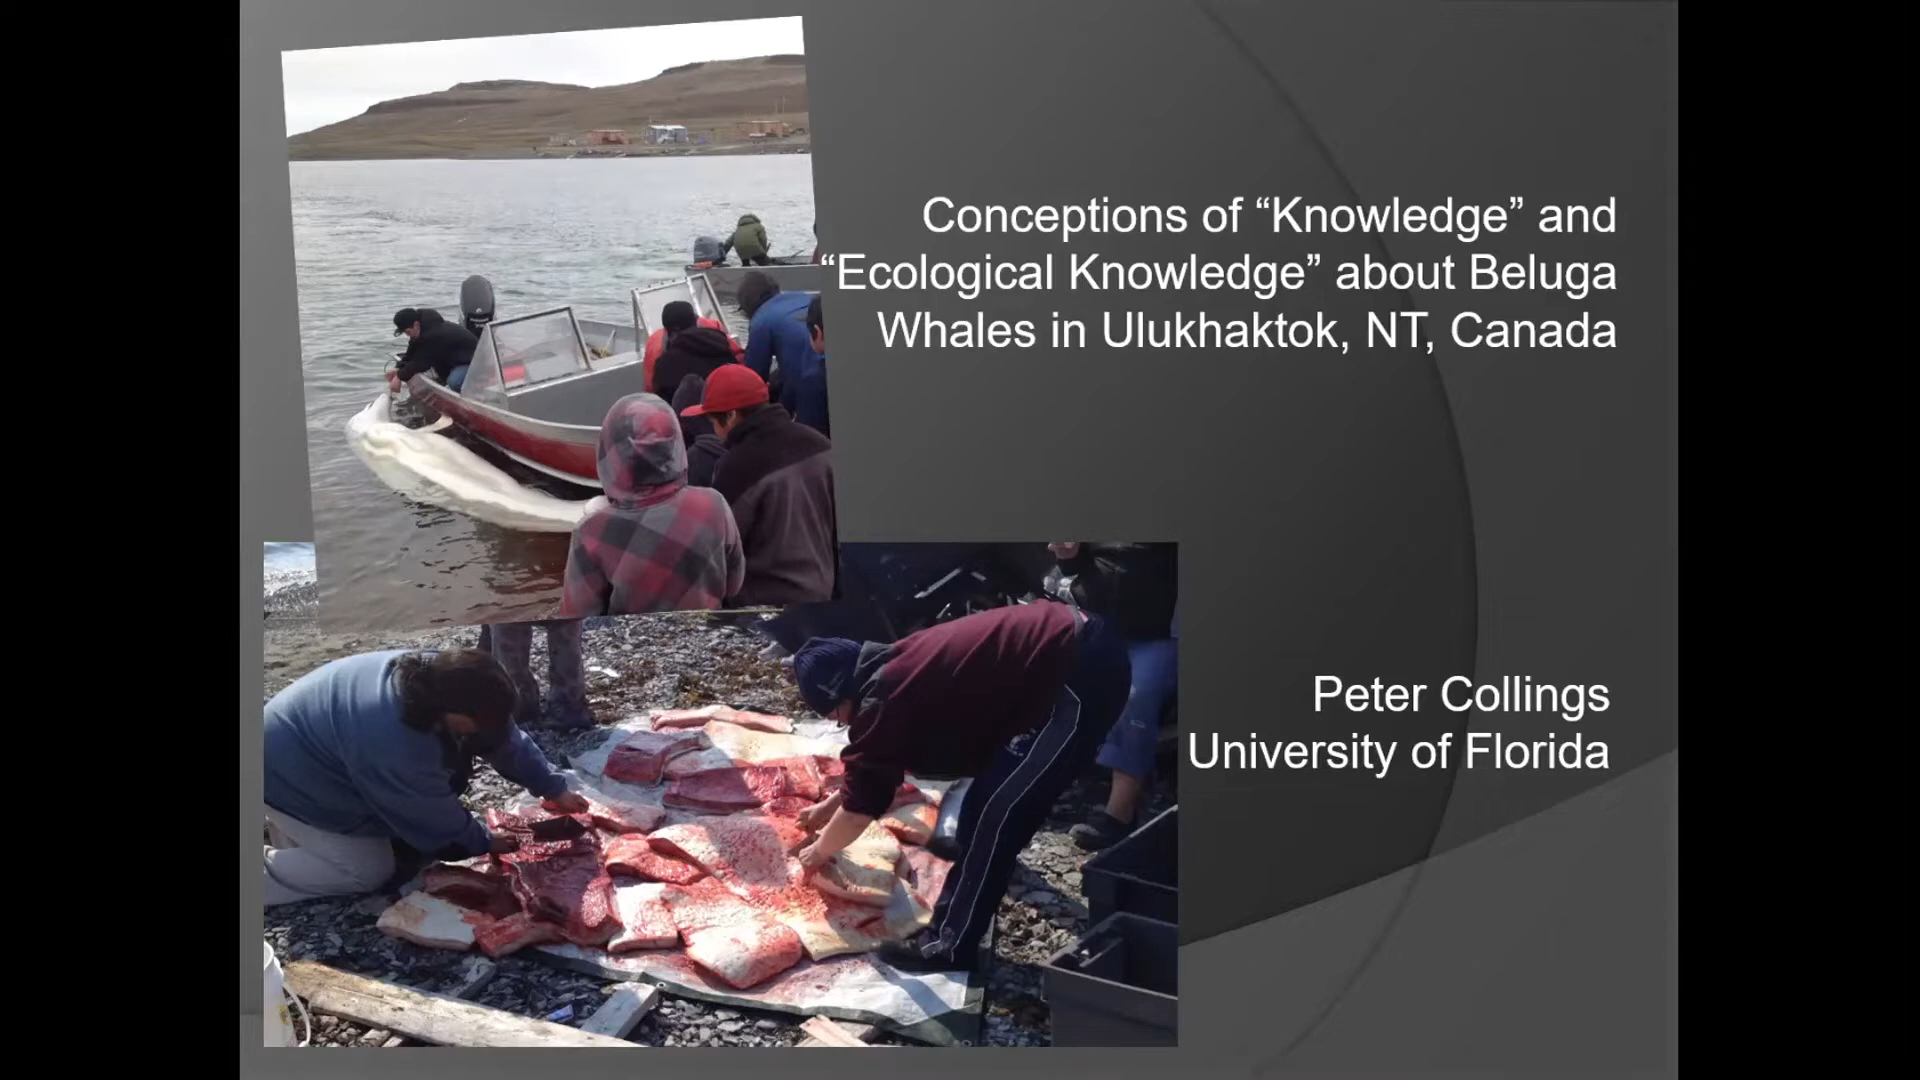 Conceptions of “Knowledge” and
“Ecological Knowledge” about Beluga
Whales in Ulukhaktok, NT, Canada
Peter Collings
University of Florida